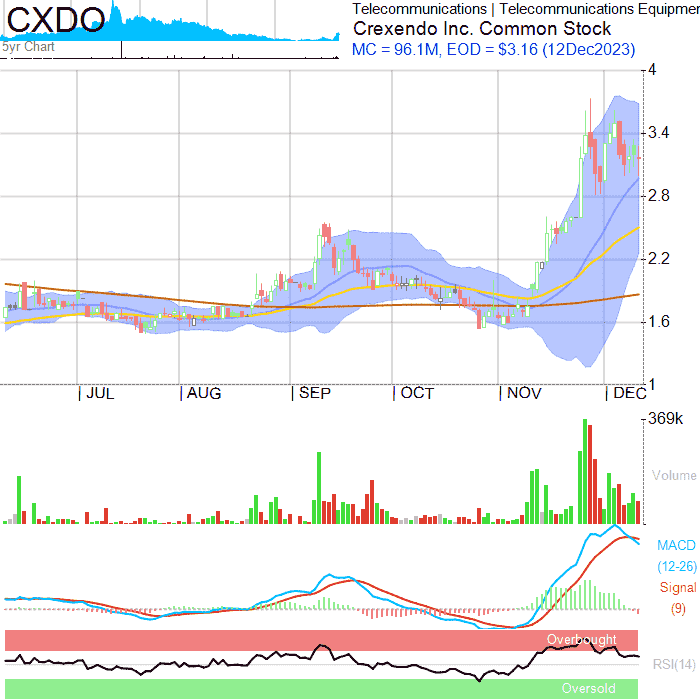 CXDO
5yr Chart
Telecommunications | Telecommunications Equipmen
Crexendo Inc. Common Stock
MC = 96.1M, EOD = $3.16 (12Dec2023)
4
3.4
2.8
2.2
1.6
1
JUL
AUG
SEP
OCT
NOV
DEC
369k
Volume
MACD
(12-26)
Signal
(9)
Overbought
RSI(14)
Oversold